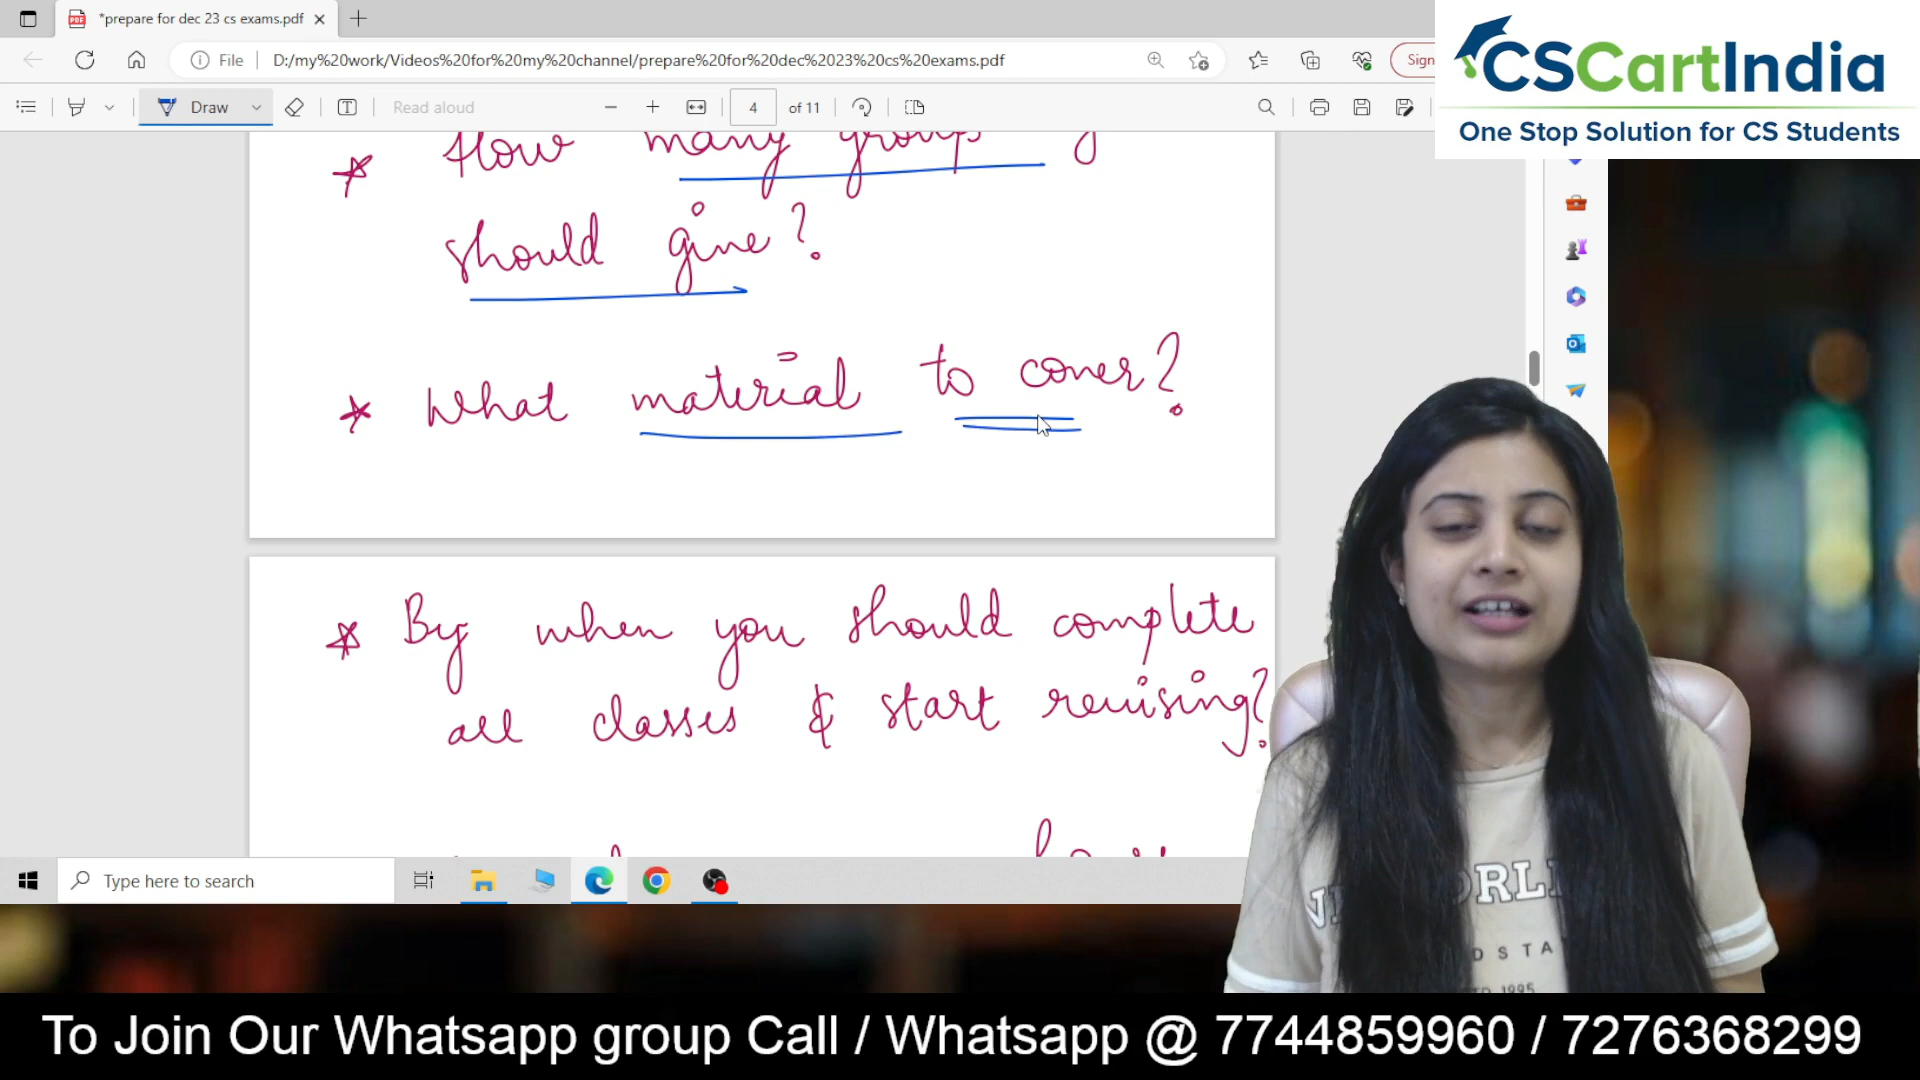 *prepare for dec 23 cs exams.pdf
File
D:/my%20work/Videos%20for%20my%20channel/prepare%20for%20dec%2023%20cs%20exams.pdf
Sign
Draw
Read aloud
4 of 11
CSCartIndia
One Stop Solution for CS Students
* How many groups
should give?
* What material to cover?
* By when you should complete
all classes & start revising?
Type here to search
D STA
1995
To Join Our Whatsapp group Call / Whatsapp @ 7744859960 / 7276368299